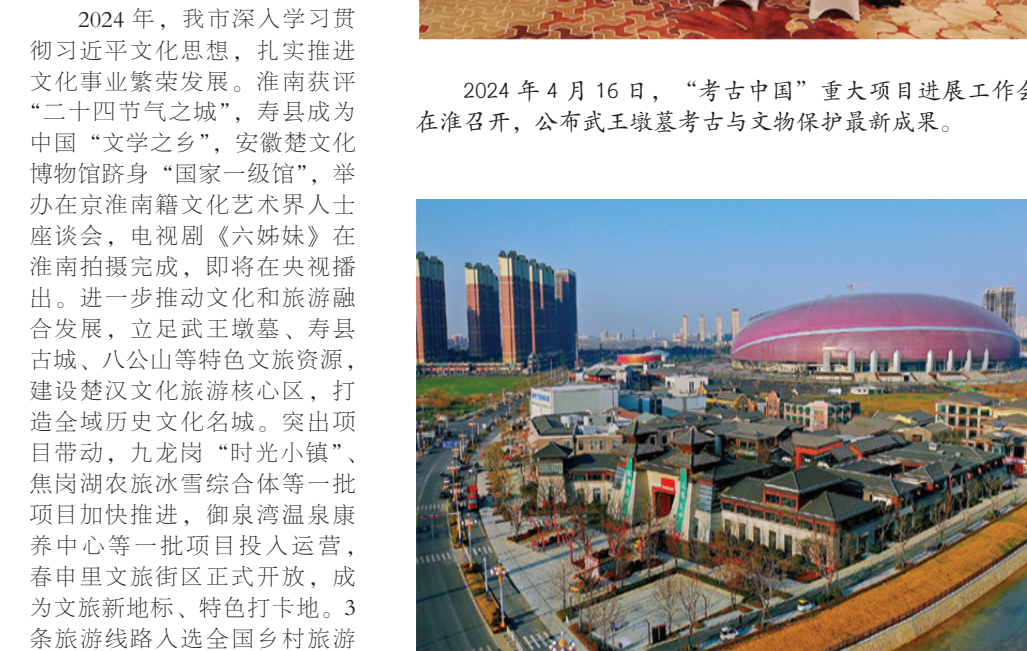 2024 年，我市深入学习贯
彻习近平文化思想，扎实推进
文化事业繁荣发展。淮南获评
“二十四节气之城”，寿县成为
中国“文学之乡”，安徽楚文化
博物馆跻身“国家一级馆”，举
办在京淮南籍文化艺术界人士
座谈会，电视剧《六姊妹》在
淮南拍摄完成，即将在央视播
出。进一步推动文化和旅游融
合发展，立足武王墩墓、寿县
古城、八公山等特色文旅资源，
建设楚汉文化旅游核心区，打
造全域历史文化名城。突出项
目带动，九龙岗“时光小镇”、
焦岗湖农旅冰雪综合体等一批
项目加快推进，御泉湾温泉康
养中心等一批项目投入运营，
春申里文旅街区正式开放，成
为文旅新地标、特色打卡地。3
条旅游线路入选全国乡村旅游
2024 年 4 月 16 日，“考古中国”重大项目进展工作会
在淮召开，公布武王墩墓考古与文物保护最新成果。